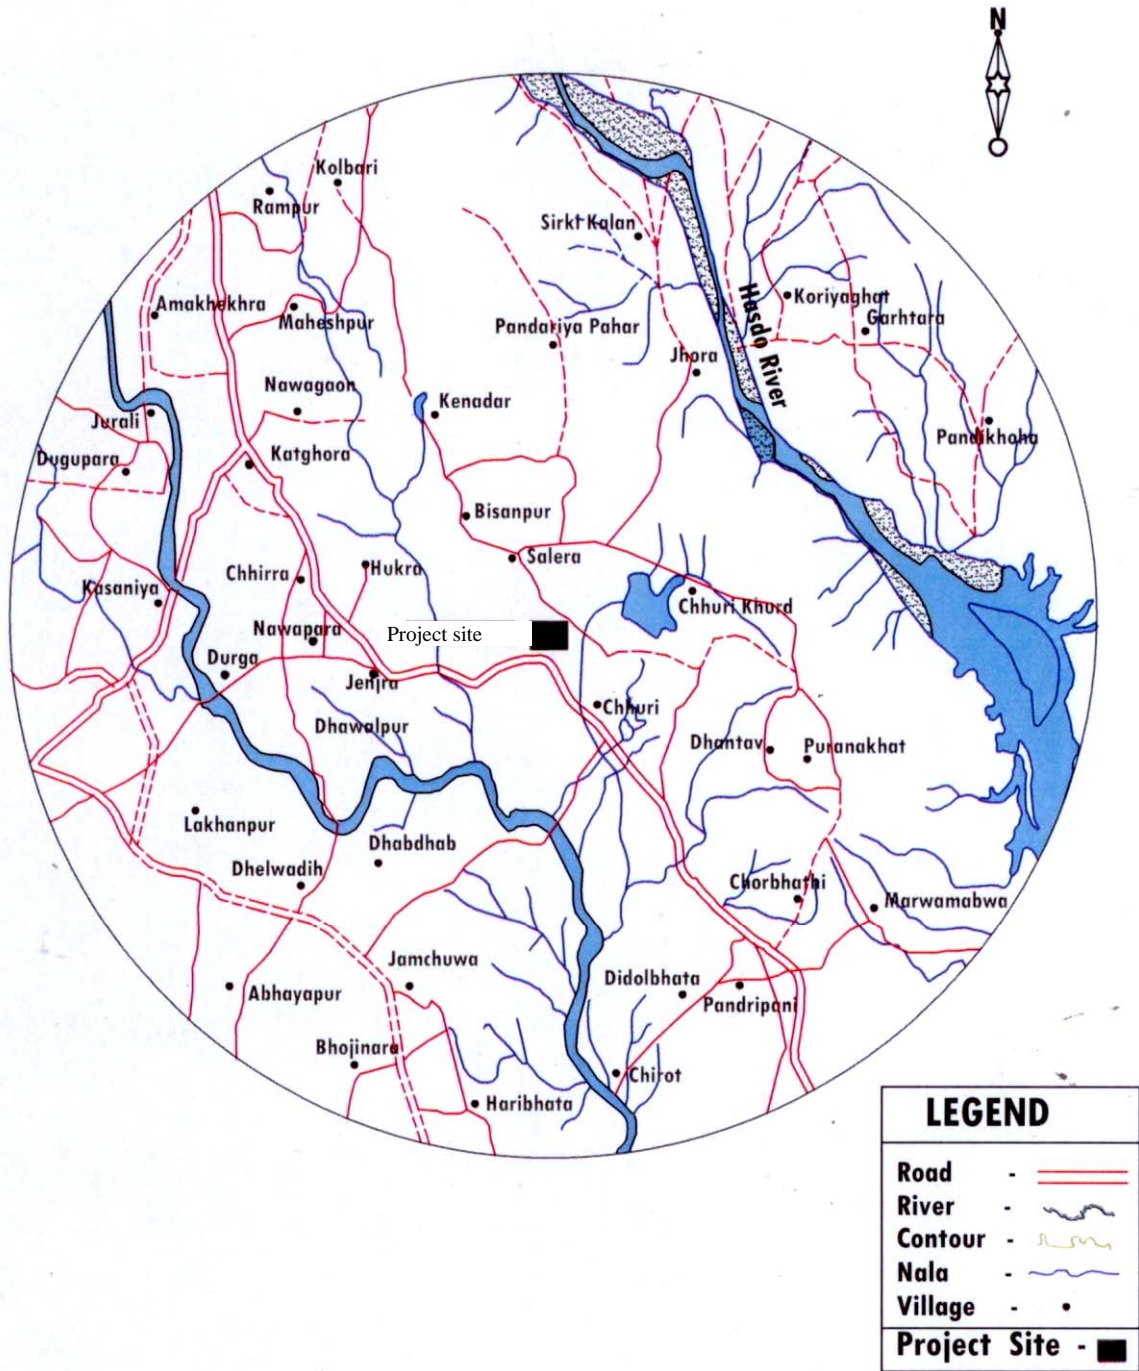 N
Kolbari
Rampur
Sirki Kalan
Amakhekhra
Maheshpur
Koriyaghat
Garhtara
Hasdo River
Pandariya Pahar
Jhora
Nawagaon
Kenadar
Jurali
Pandikhoha
Dugupara
Katghora
Bisanpur
Salera
Chhirra
Hukra
Kasaniya
Chhuri Khurd
Nawapara
Project site
Durga
Jenjra
Chhuri
Dhawalpur
Dhantav
Puranakhat
Lakhanpur
Dhabdhab
Dhelwadih
Chorbhathi
Marwamabwa
Jamchuwa
Abhayapur
Didolbhata
Pandripani
Bhojinara
Chirot
Haribhata
LEGEND
Road -
River -
Contour -
Nala -
Village -
Project Site -